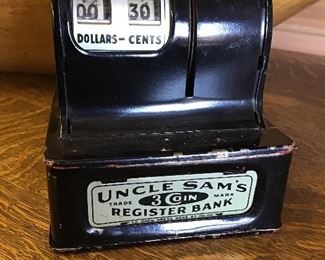 00 30
DOLLARS-CENTS
UNCLE SAM'S
TRADE 3 COIN MARK
REGISTER BANK